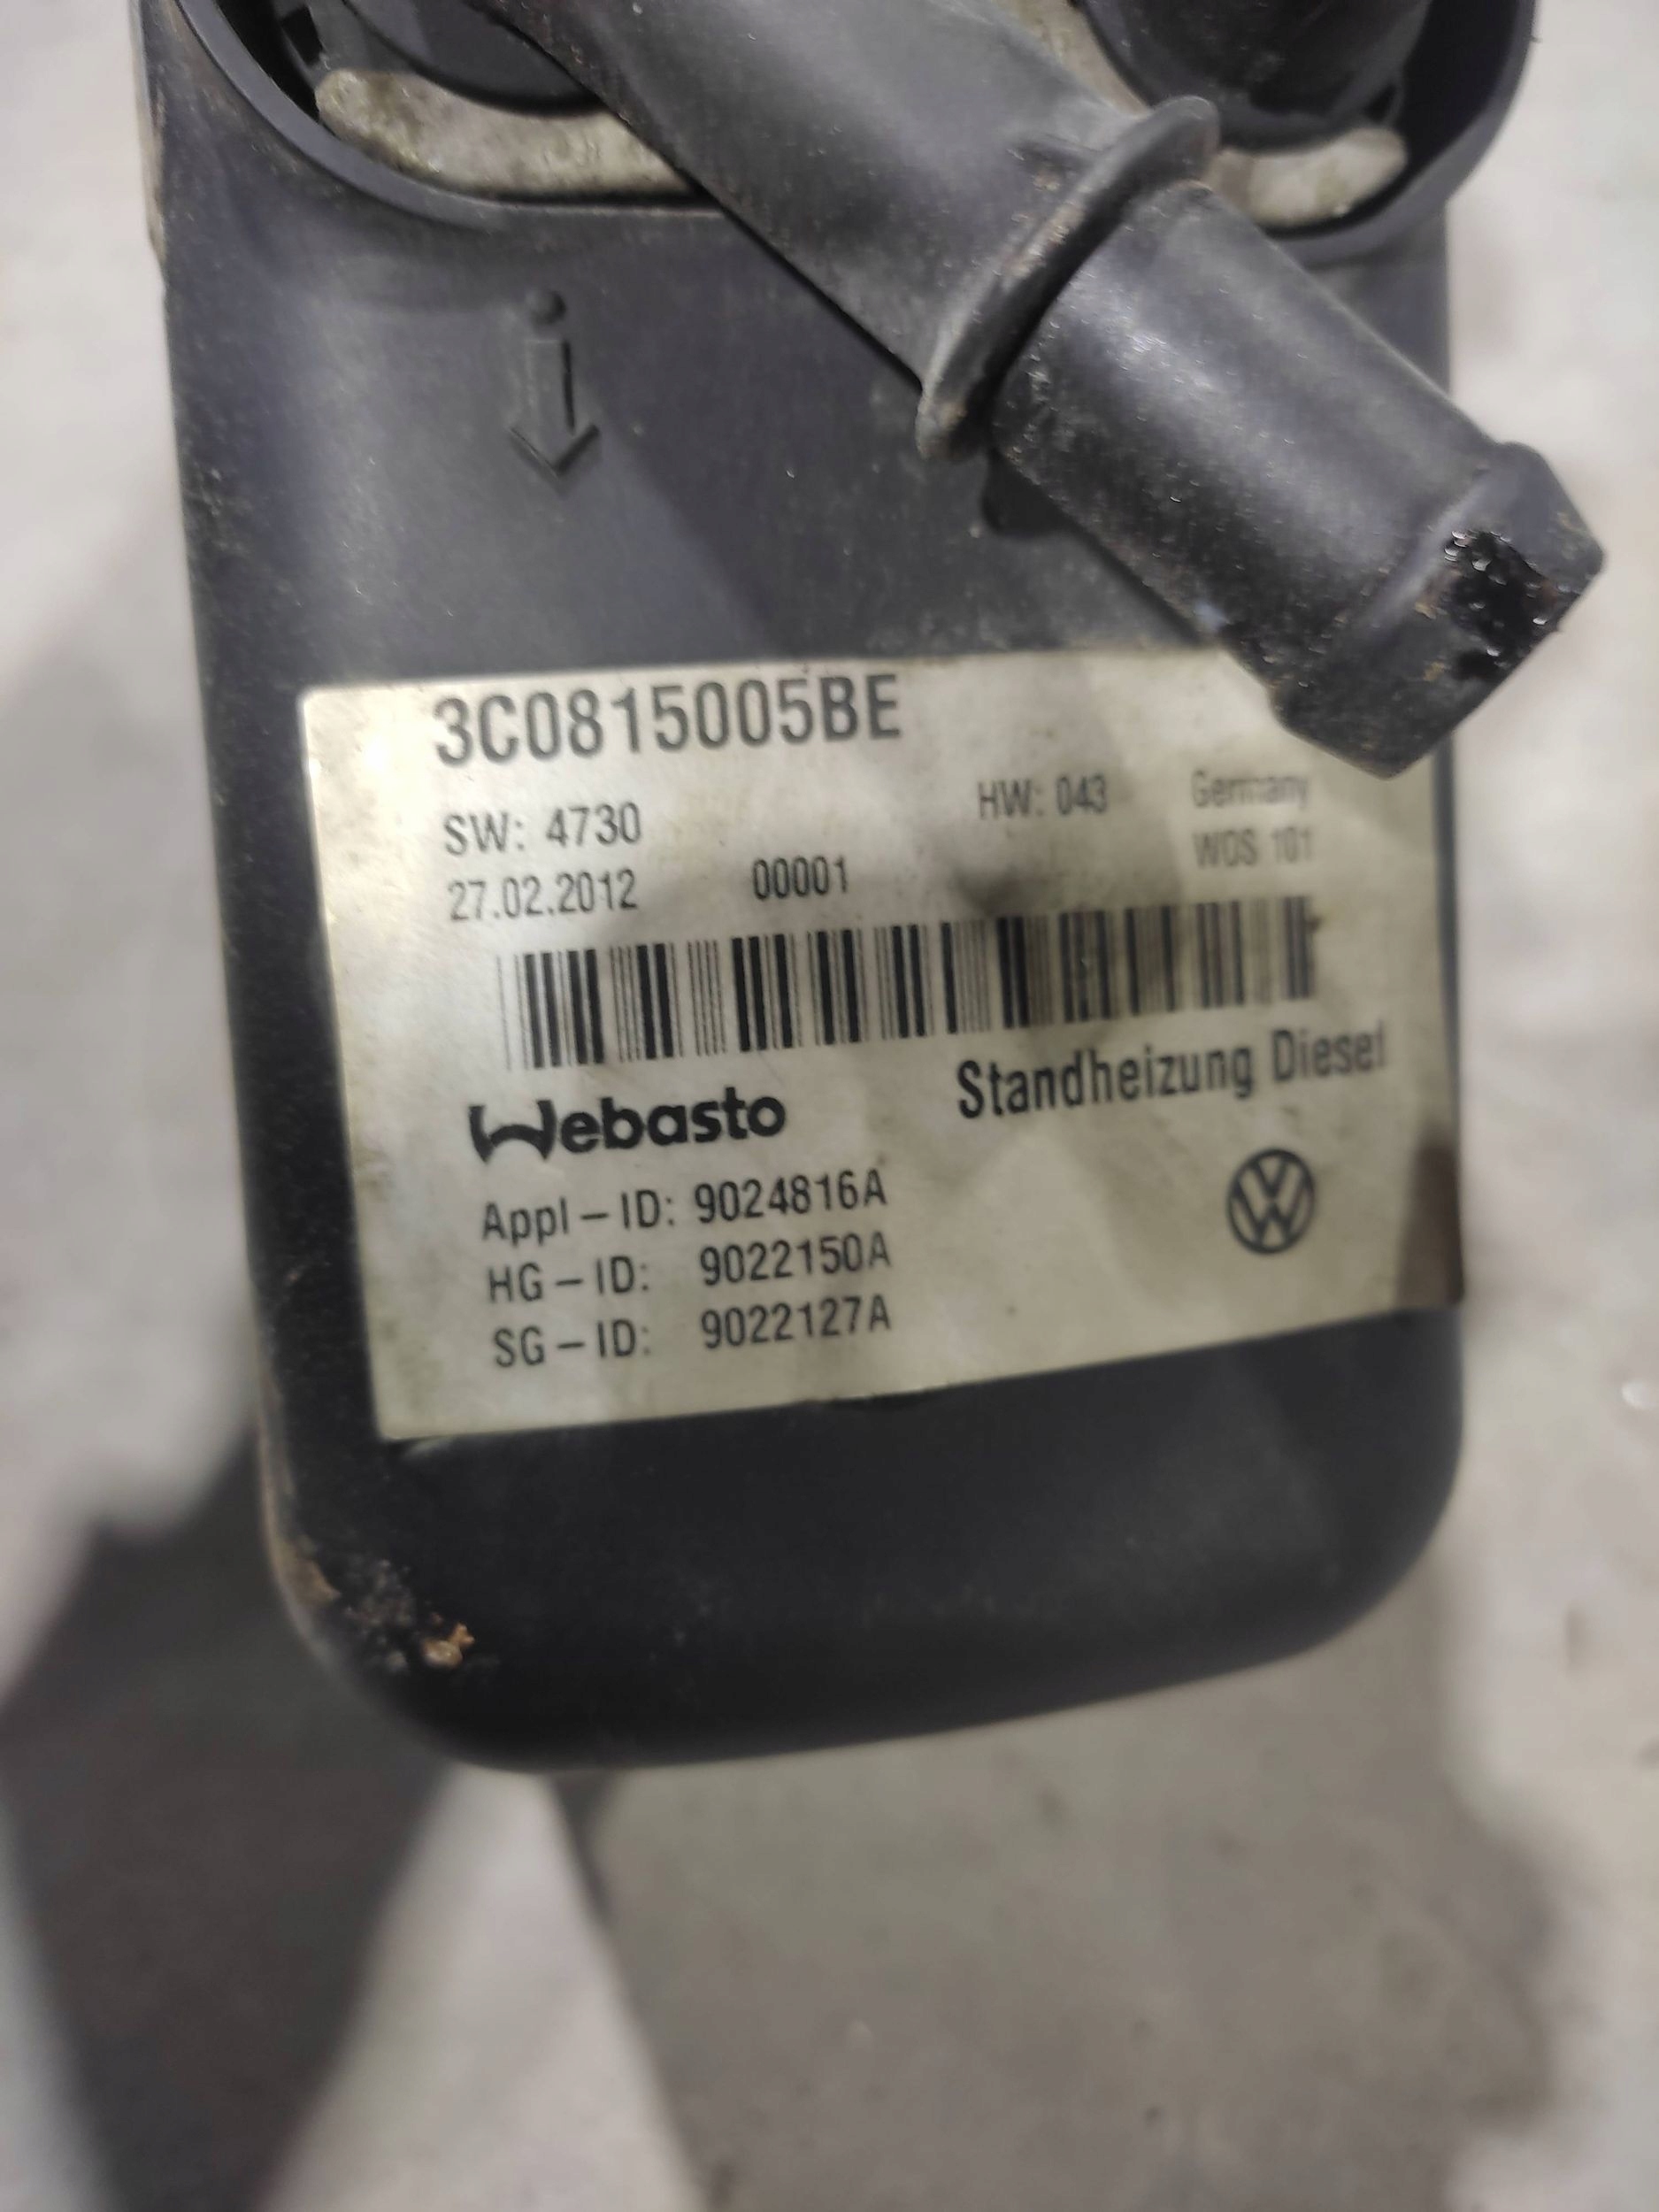 3C0815005BE
SW: 4730 HW: 043 Germany
27.02.2012 00001 WOS 101
Webasto Standheizung Diesel
Appl-ID: 9024816A
HG-ID: 9022150A
SG-ID: 9022127A